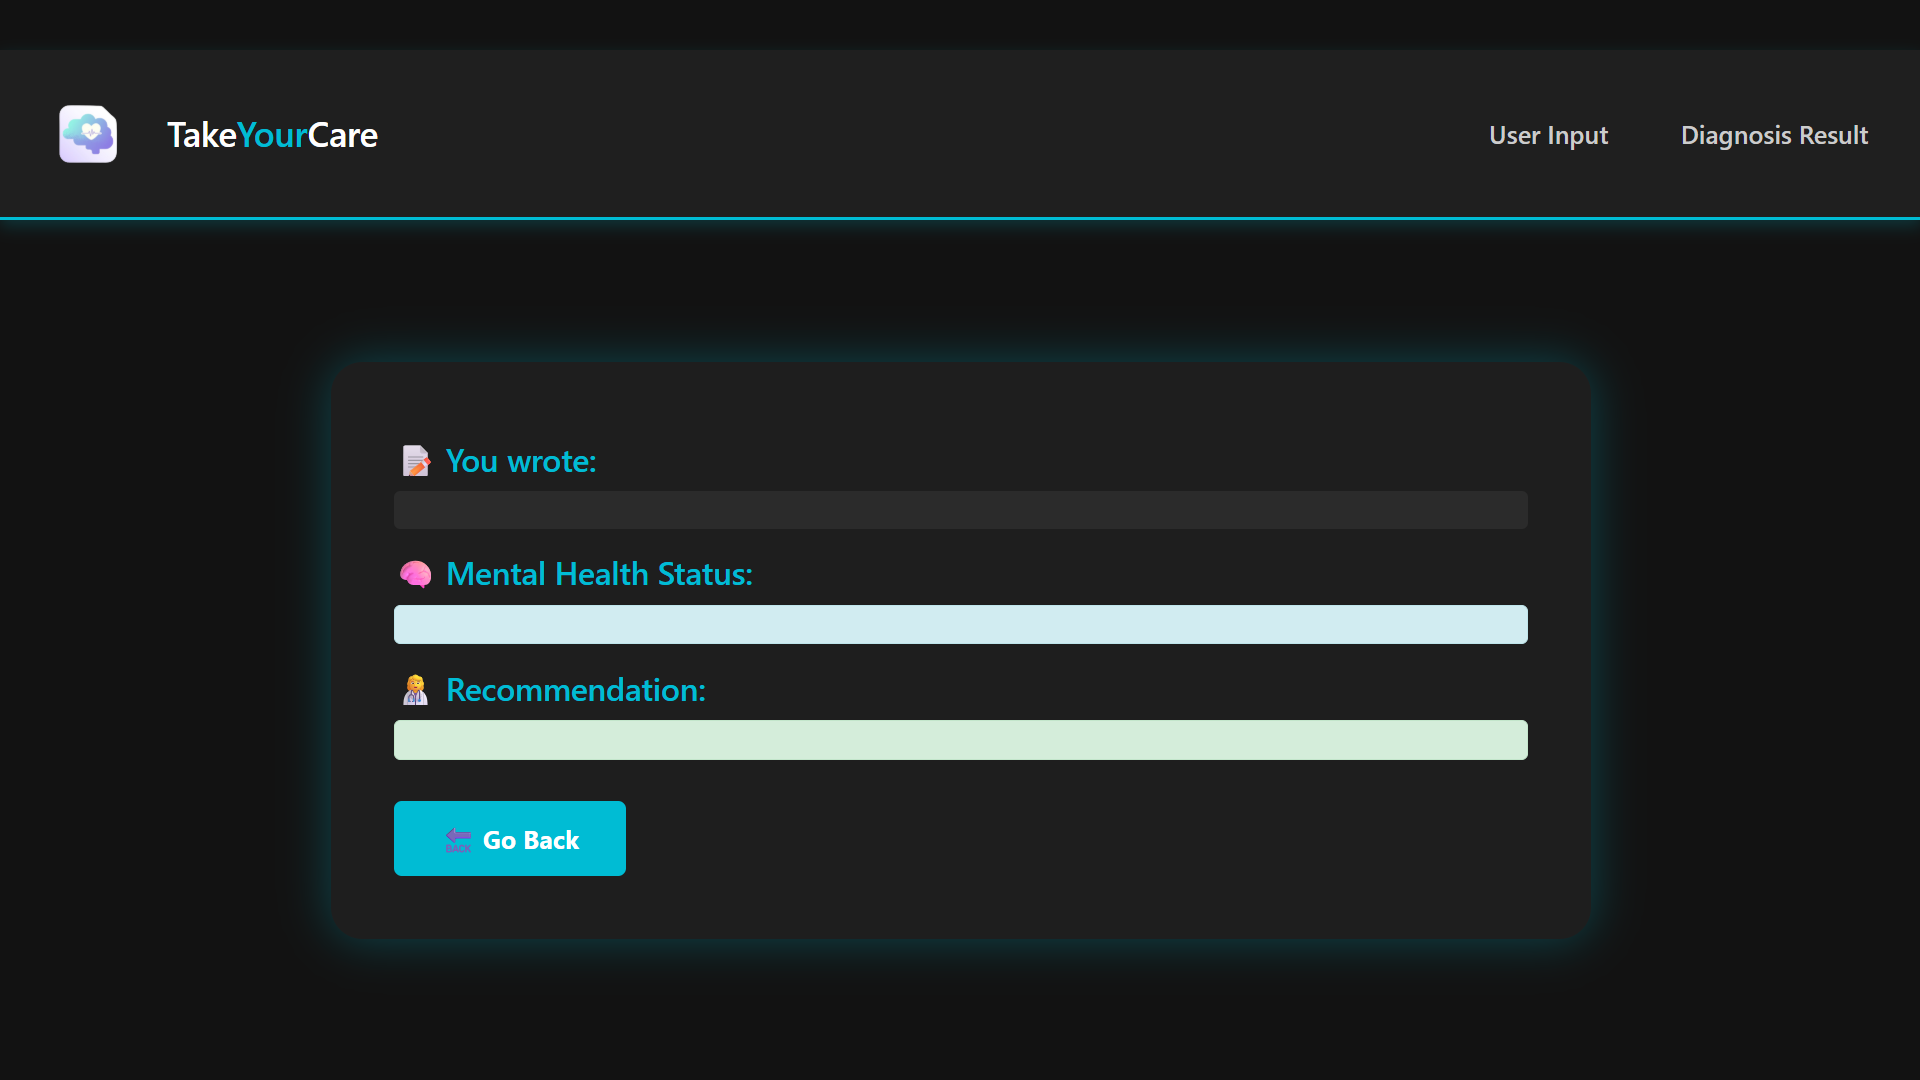 TakeYourCare
User Input
Diagnosis Result
You wrote:
Mental Health Status:
Recommendation:
BACK Go Back